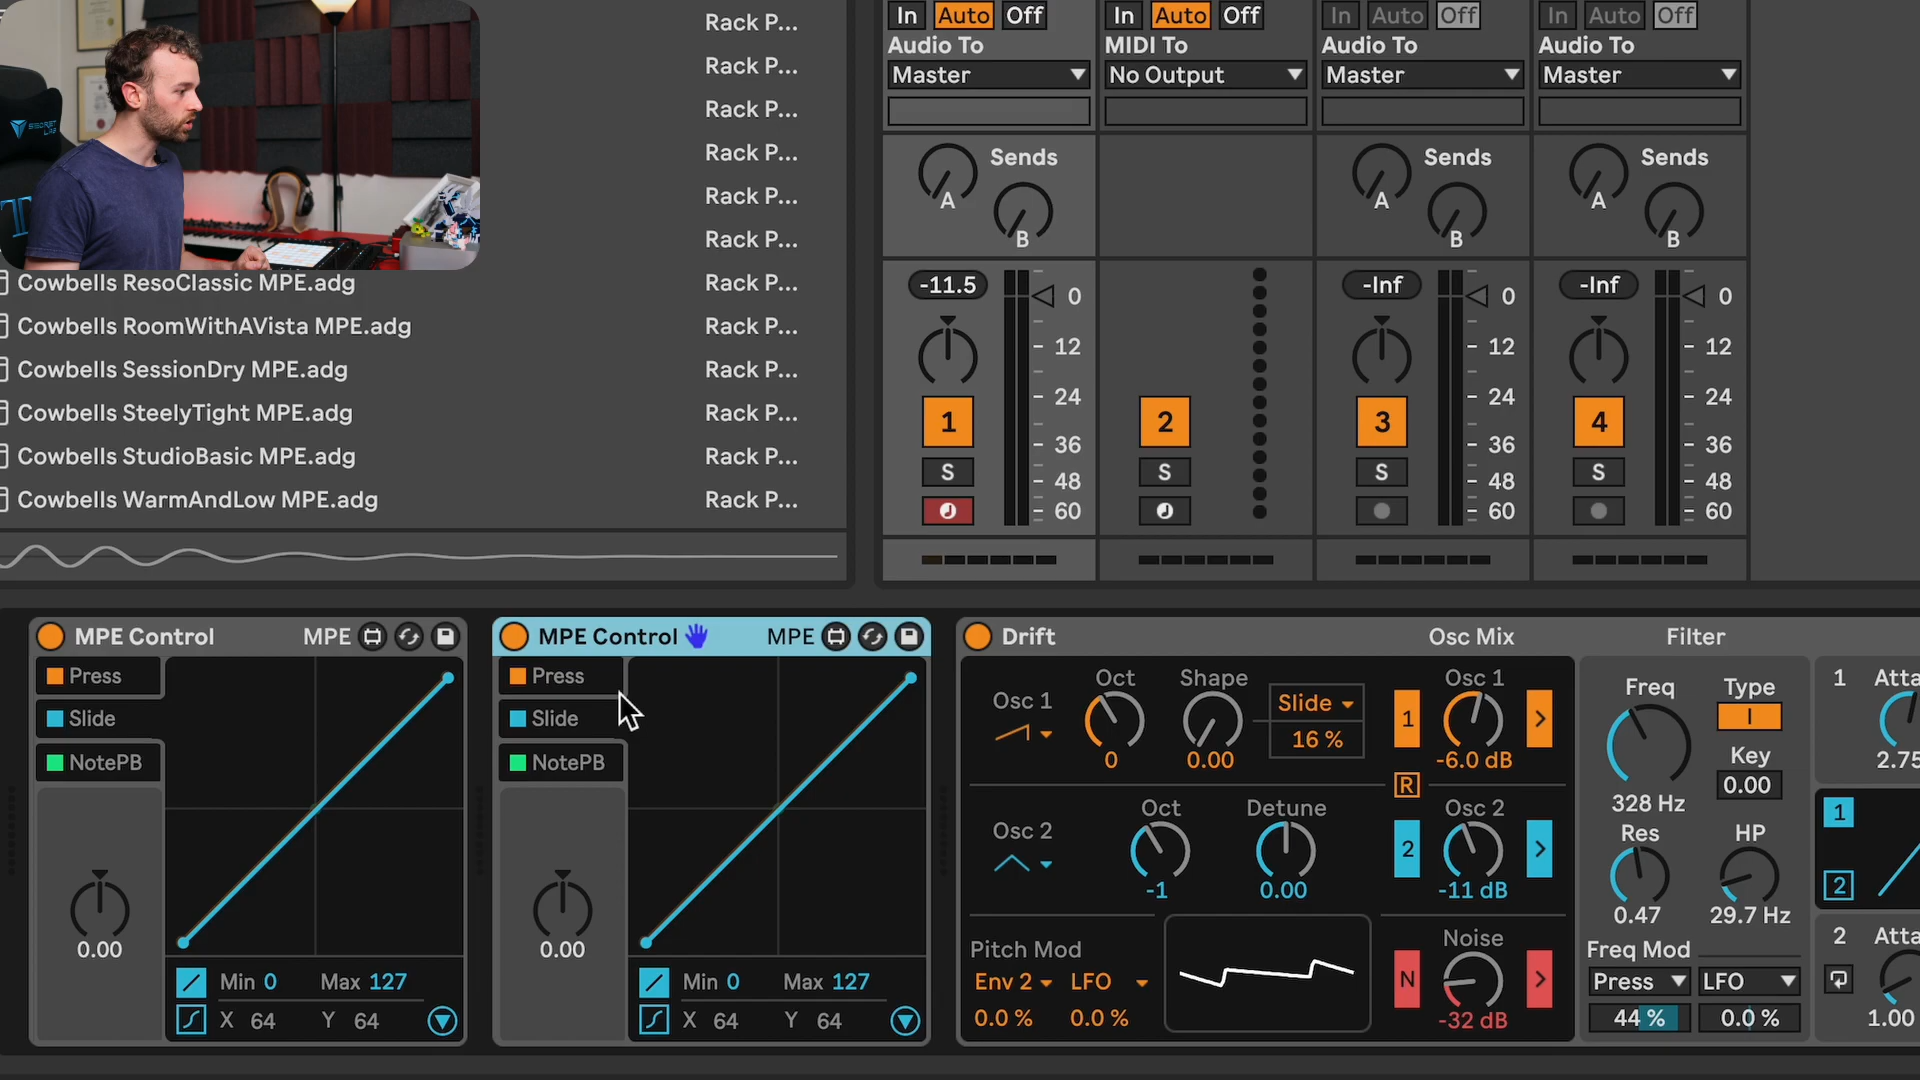 Rack P...
Rack P...
Rack P...
Rack P...
Rack P...
Rack P...
Cowbells ResoClassic MPE.adg Rack P...
Cowbells RoomWithAVista MPE.adg Rack P...
Cowbells SessionDry MPE.adg Rack P...
Cowbells SteelyTight MPE.adg Rack P...
Cowbells StudioBasic MPE.adg Rack P...
Cowbells WarmAndLow MPE.adg Rack P...
In Auto Off
Audio To
Master
Sends
A
B
-11.5
0
12
24
36
48
60
1
S
In Auto Off
MIDI To
No Output
2
S
In Auto Off
Audio To
Master
Sends
A
B
-Inf
0
12
24
36
48
60
3
S
In Auto Off
Audio To
Master
Sends
A
B
-Inf
0
12
24
36
48
60
4
S
MPE Control MPE
Press
Slide
NotePB
0.00
Min 0 Max 127
X 64 Y 64
MPE Control MPE
Press
Slide
NotePB
0.00
Min 0 Max 127
X 64 Y 64
Drift
Osc 1
Oct
0
Shape
0.00
Slide
16 %
Osc 2
Oct
-1
Detune
0.00
Pitch Mod
Env 2 LFO
0.0 % 0.0 %
Osc Mix
1
Osc 1
-6.0 dB
R
2
Osc 2
-11 dB
N
Noise
-32 dB
Filter
Freq
328 Hz
Type
I
Key
0.00
Res
0.47
HP
29.7 Hz
Freq Mod
Press LFO
44 % 0.0 %
1 Atta
2.75
1
2
2 Atta
1.00